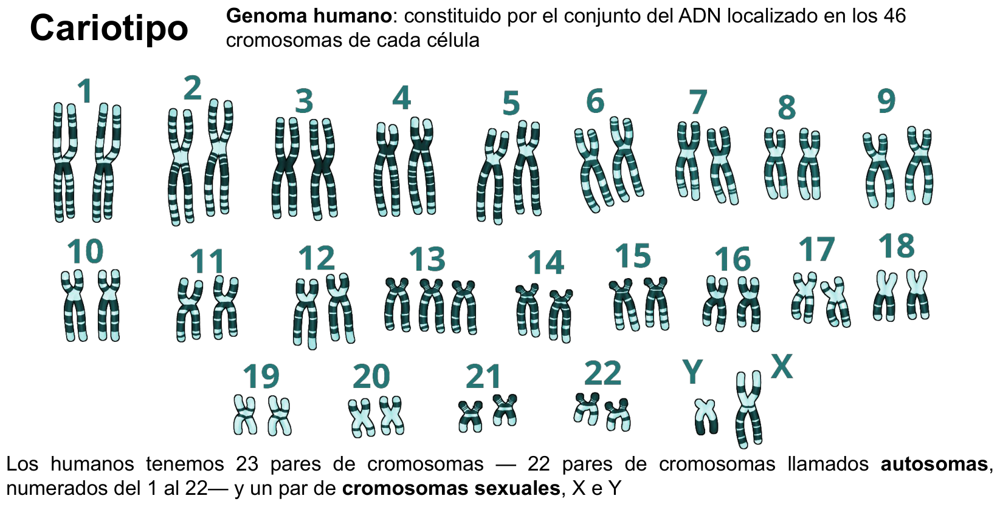 Cariotipo
Genoma humano: constituido por el conjunto del ADN localizado en los 46
cromosomas de cada célula
1 2 3 4 5 6 7 8 9
10 11 12 13 14 15 16 17 18
19 20 21 22 Y X
Los humanos tenemos 23 pares de cromosomas — 22 pares de cromosomas llamados autosomas,
numerados del 1 al 22— y un par de cromosomas sexuales, X e Y